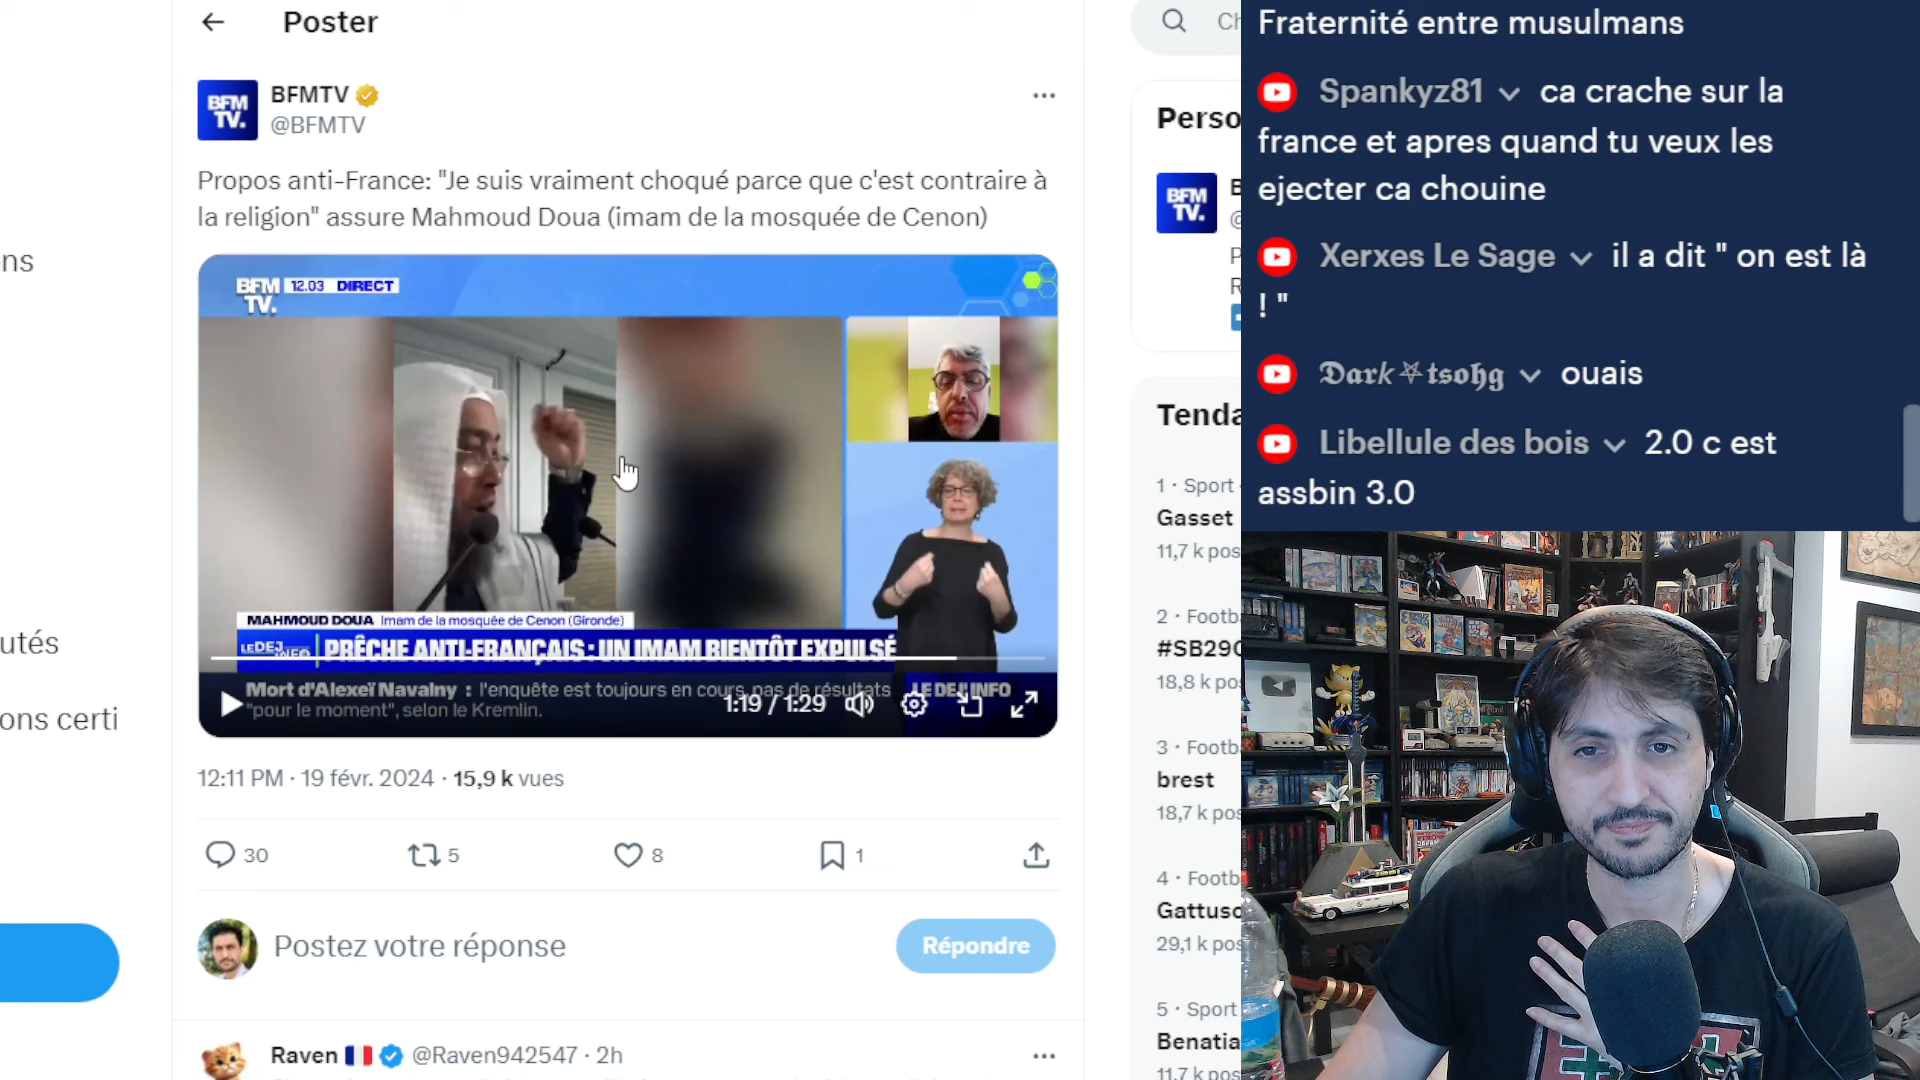 Poster
BFM
TV.
BFMTV
@BFMTV
Propos anti-France: "Je suis vraiment choqué parce que c'est contraire à
la religion" assure Mahmoud Doua (imam de la mosquée de Cenon)
BFM
TV.
12.03 DIRECT
MAHMOUD DOUA Imam de la mosquée de Cenon (Gironde)
LE DEJ INFO
PRÊCHE ANTI-FRANÇAIS : UN IMAM BIENTÔT EXPULSÉ
Mort d'Alexeï Navalny : l'enquête est toujours en cours, pas de résultats
"pour le moment", selon le Kremlin.
LE DEJ INFO
1:19 / 1:29
12:11 PM · 19 févr. 2024 · 15,9 k vues
30
5
8
1
Postez votre réponse
Répondre
Raven @Raven942547 · 2h
ns
utés
ons certi
Perso
BFM
TV.
Tenda
1 · Sport
Gasset
11,7 k pos
2 · Footb
#SB29
18,8 k pos
3 · Footb
brest
18,7 k pos
4 · Footb
Gattuso
29,1 k pos
5 · Sport
Benatia
11,7 k pos
Fraternité entre musulmans
Spankyz81 ca crache sur la
france et apres quand tu veux les
ejecter ca chouine
Xerxes Le Sage il a dit " on est là
! "
𝕯𝖆𝖗𝖐⛧𝖙𝖘𝖔𝖍𝖌 ouais
Libellule des bois 2.0 c est
assbin 3.0